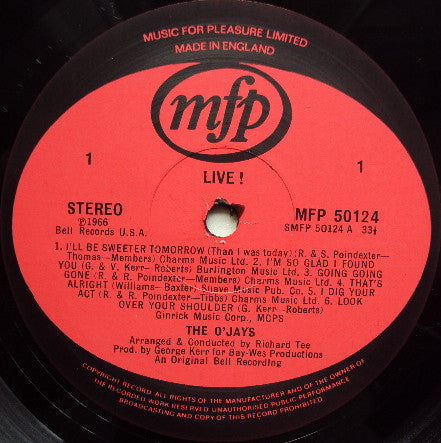 MUSIC FOR PLEASURE LIMITED
MADE IN ENGLAND
mfp
1
1
LIVE !
STEREO
℗1966
Bell Records U.S.A.
MFP 50124
SMFP 50124 A 33⅓
1. I'LL BE SWEETER TOMORROW (Than I was today) (R. & S. Poindexter–
Thomas–Members) Charms Music Ltd. 2. I'M SO GLAD I FOUND
YOU (G. & V. Kerr–Roberts) Burlington Music Ltd. 3. GOING GOING
GONE (R. & R. Poindexter–Members) Charms Music Ltd. 4. THAT'S
ALRIGHT (Williams–Baxter) Slieve Music Pub. Co. 5. I DIG YOUR
ACT (R. & R. Poindexter–Tibbs) Charms Music Ltd. 6. LOOK
OVER YOUR SHOULDER (G. Kerr–Roberts)
Ginrick Music Corp., MCPS
THE O'JAYS
Arranged & Conducted by Richard Tee
Prod. by George Kerr for Bay-Wes Productions
An Original Bell Recording
COPYRIGHT RECORD. ALL RIGHTS OF THE MANUFACTURER AND OF THE OWNER OF
THE RECORDED WORK RESERVED UNAUTHORISED PUBLIC PERFORMANCE
BROADCASTING AND COPY OF THIS RECORD PROHIBITED